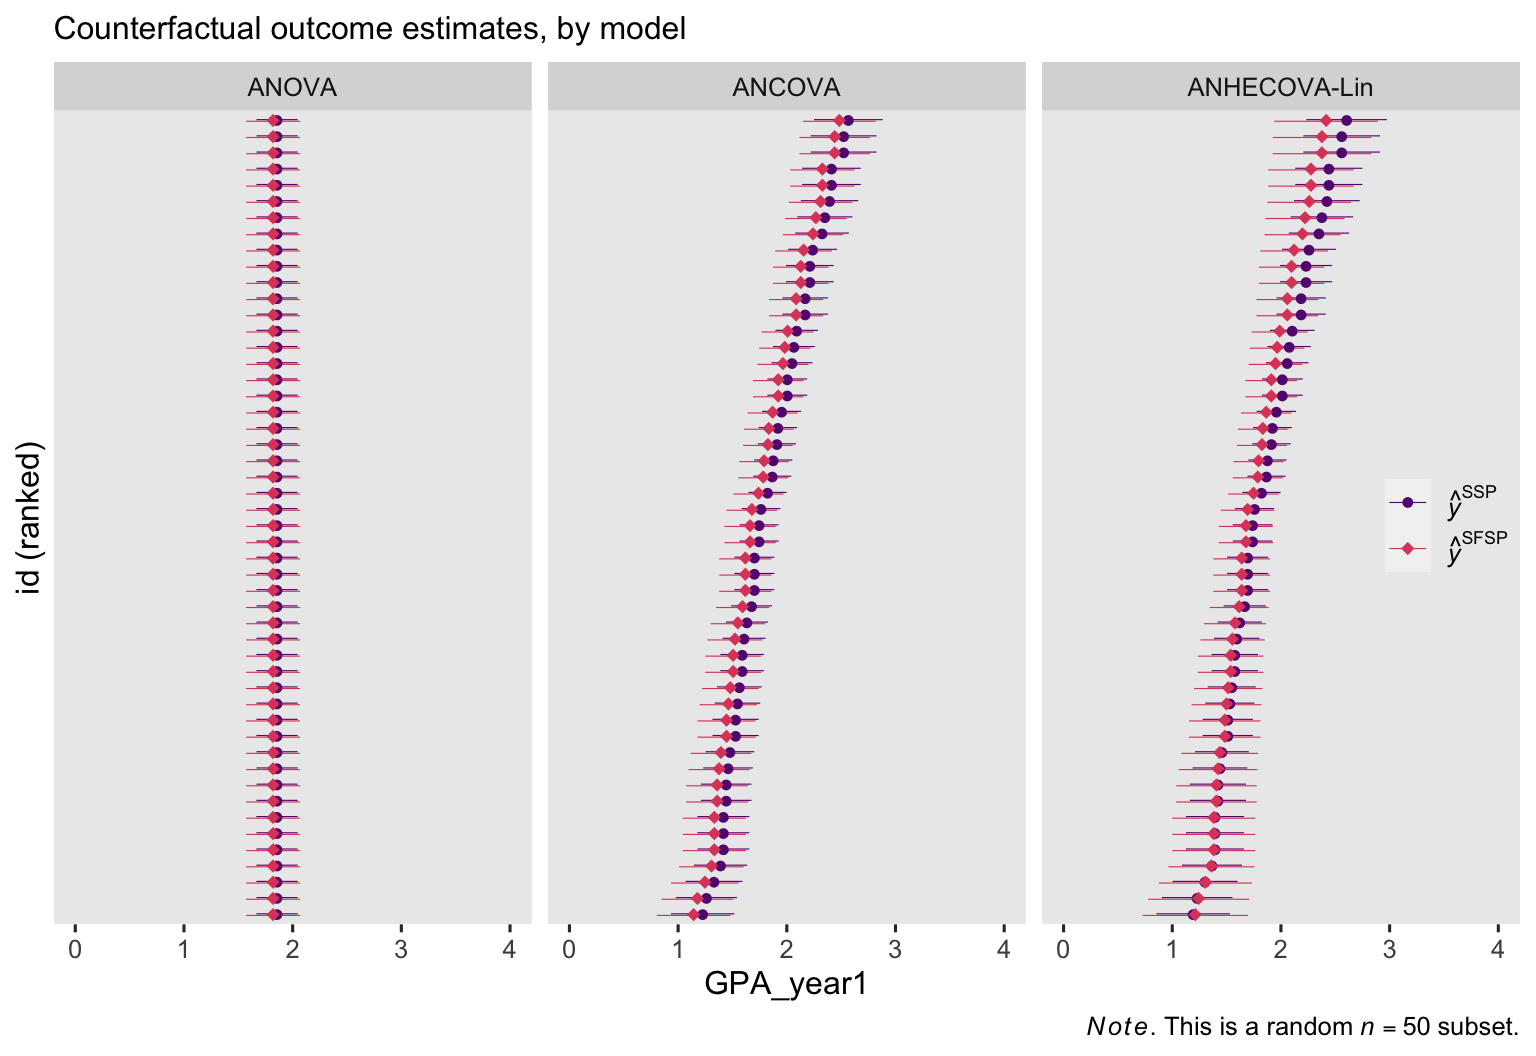 Counterfactual outcome estimates, by model
ANOVA
ANCOVA
ANHECOVA-Lin
id (ranked)
ŷ^SSP
ŷ^SFSP
0 1 2 3 4
0 1 2 3 4
0 1 2 3 4
GPA_year1
Note. This is a random n = 50 subset.